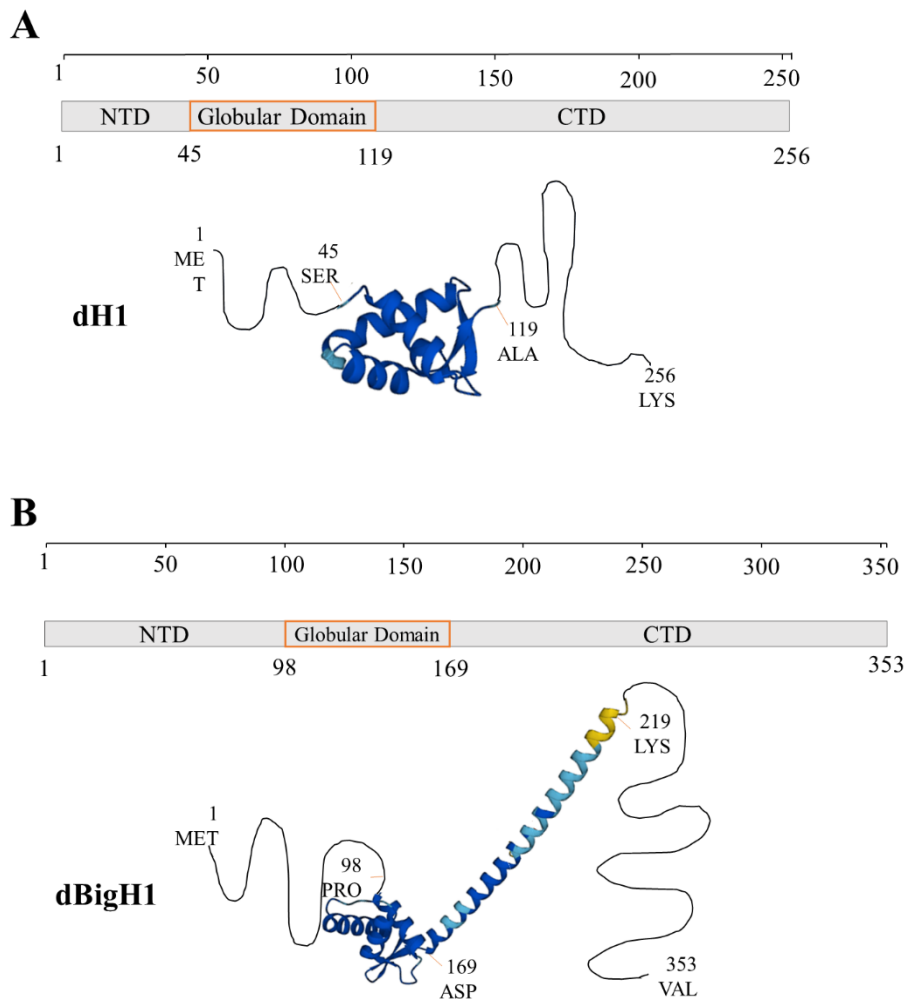 A
1 50 100 150 200 250
NTD Globular Domain CTD
1 45 119 256
1
ME
T
45
SER
dH1
119
ALA
256
LYS
B
1 50 100 150 200 250 300 350
NTD Globular Domain CTD
1 98 169 353
219
LYS
1
MET
98
PRO
dBigH1
169
ASP
353
VAL